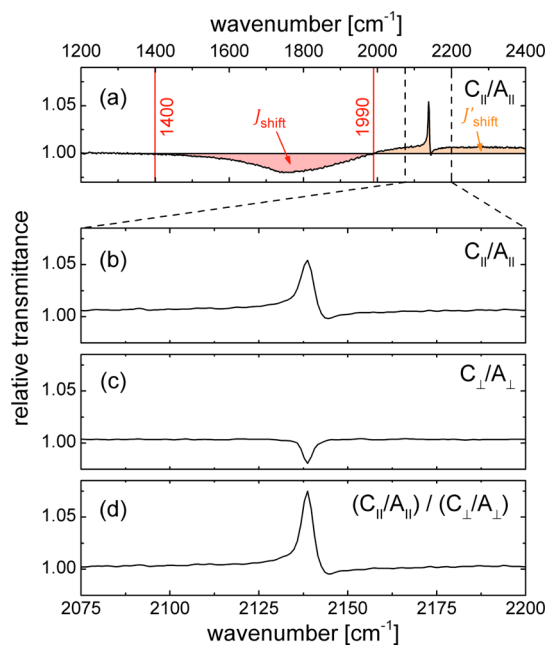 wavenumber [cm⁻¹]
1200 1400 1600 1800 2000 2200 2400
(a) C∥/A∥
1.05
1400 J_shift 1990 J'_shift
1.00
(b) C∥/A∥
1.05
1.00
(c) C⊥/A⊥
1.05
1.00
(d) (C∥/A∥) / (C⊥/A⊥)
1.05
1.00
2075 2100 2125 2150 2175 2200
wavenumber [cm⁻¹]
relative transmittance